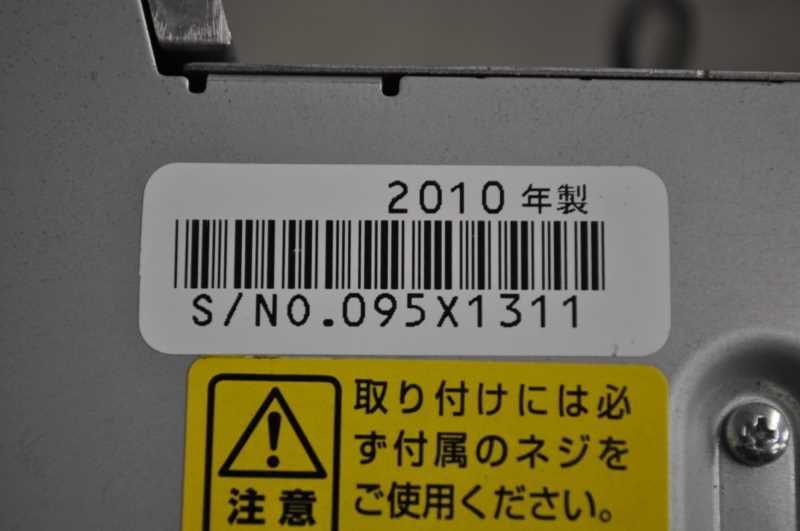 2010 年製
S/NO.095X1311
取り付けには必
ず付属のネジを
ご使用ください。
注意